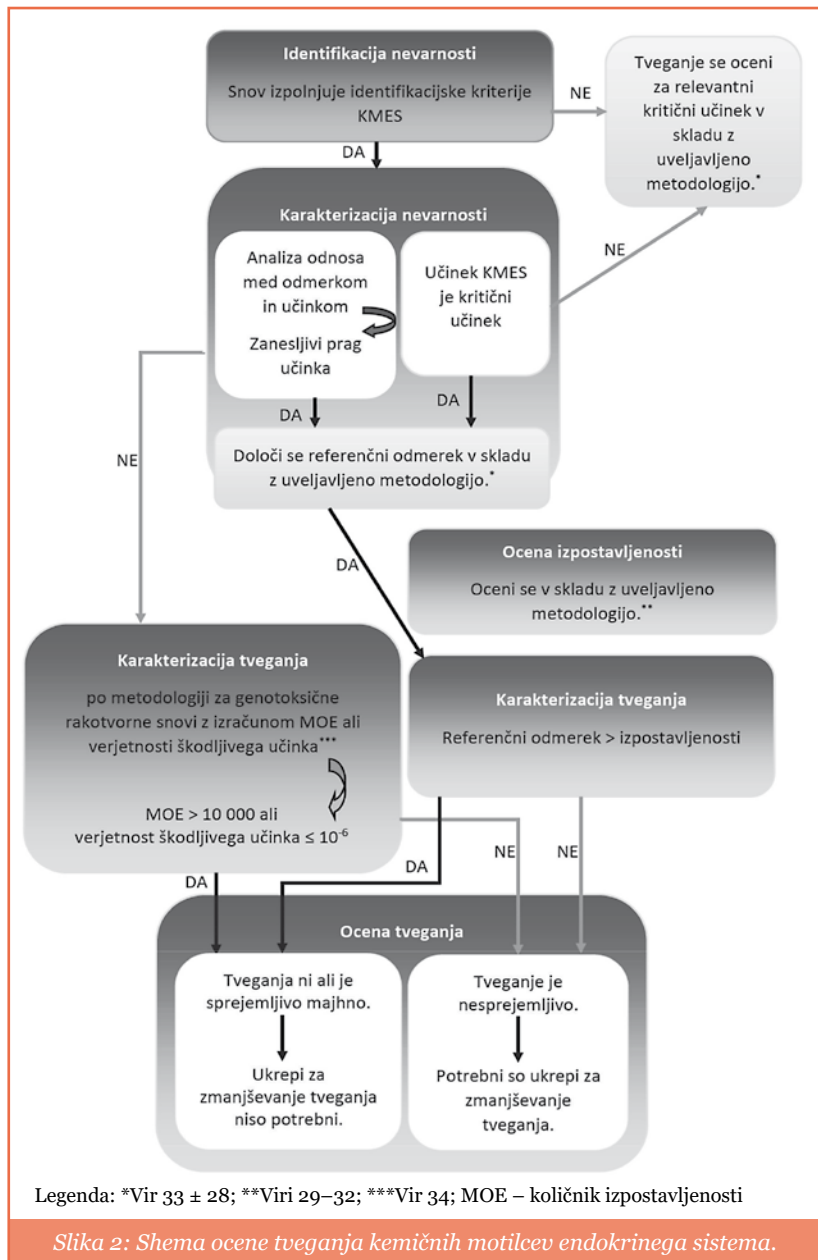 Identifikacija nevarnosti
Snov izpolnjuje identifikacijske kriterije
KMES
NE
Tveganje se oceni
za relevantni
kritični učinek v
skladu z
uveljavljeno
metodologijo.*
DA
Karakterizacija nevarnosti
Analiza odnosa
med odmerkom
in učinkom
Zanesljivi prag
učinka
Učinek KMES
je kritični
učinek
NE
DA
DA
NE
Določi se referenčni odmerek v skladu
z uveljavljeno metodologijo.*
DA
Ocena izpostavljenosti
Oceni se v skladu z uveljavljeno
metodologijo.**
Karakterizacija tveganja
po metodologiji za genotoksične
rakotvorne snovi z izračunom MOE ali
verjetnosti škodljivega učinka***
MOE > 10 000 ali
verjetnost škodljivega učinka ≤ 10⁻⁶
Karakterizacija tveganja
Referenčni odmerek > izpostavljenosti
DA
DA
NE
NE
Ocena tveganja
Tveganja ni ali je
sprejemljivo majhno.
Ukrepi za
zmanjševanje tveganja
niso potrebni.
Tveganje je
nesprejemljivo.
Potrebni so ukrepi za
zmanjševanje
tveganja.
Legenda: *Vir 33 ± 28; **Viri 29–32; ***Vir 34; MOE – količnik izpostavljenosti
Slika 2: Shema ocene tveganja kemičnih motilcev endokrinega sistema.